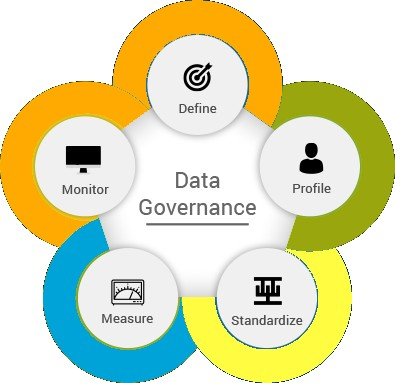 Define
Profile
Data
Governance
Monitor
Measure
Standardize